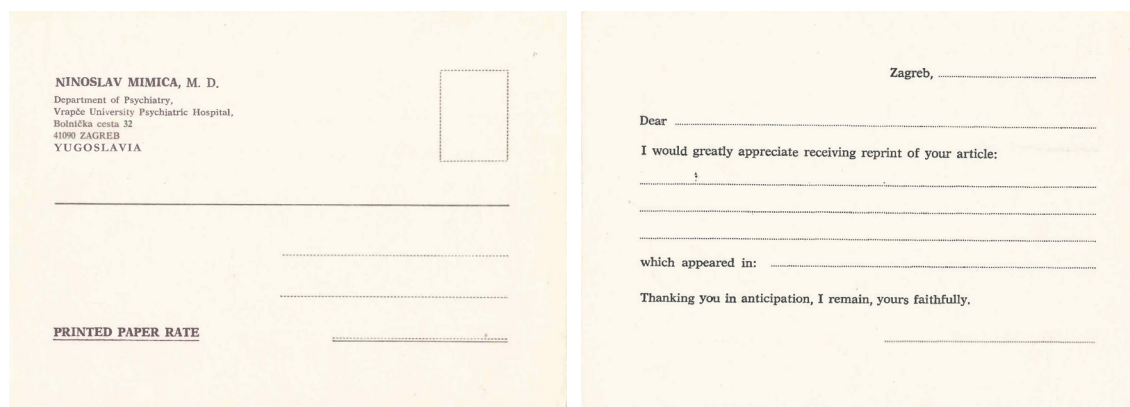 NINOSLAV MIMICA, M. D.
Department of Psychiatry,
Vrapče University Psychiatric Hospital,
Bolnička cesta 32
41090 ZAGREB
YUGOSLAVIA
PRINTED PAPER RATE
Zagreb,
Dear
I would greatly appreciate receiving reprint of your article:
which appeared in:
Thanking you in anticipation, I remain, yours faithfully.